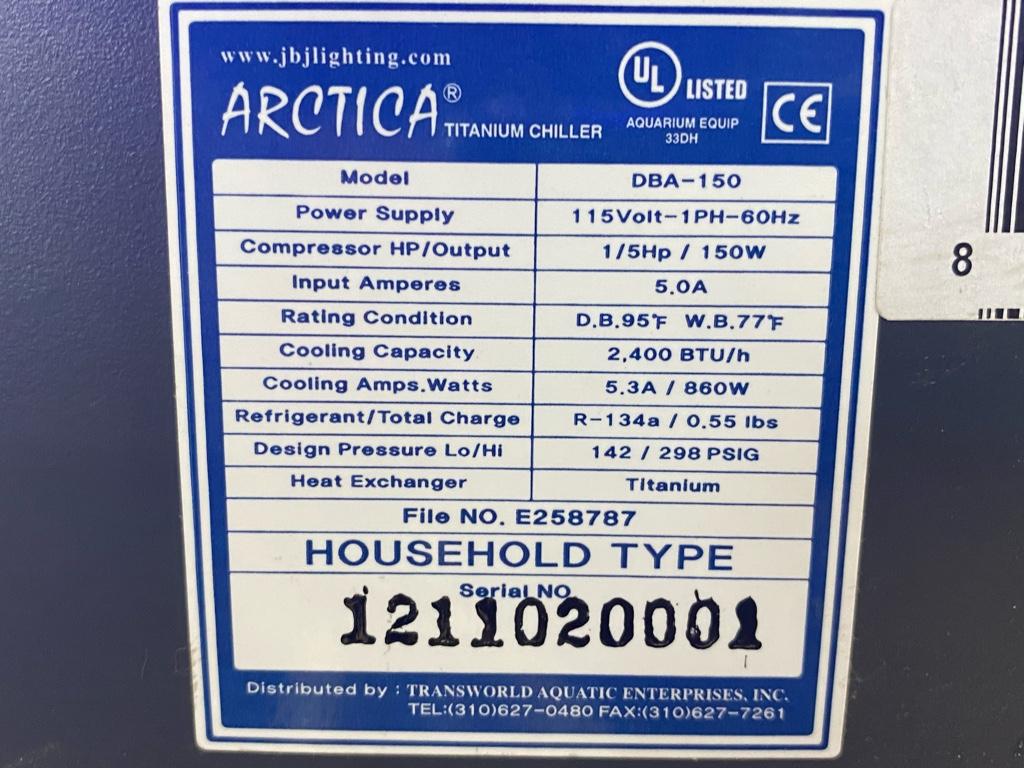 www.jbjlighting.com
ARCTICA® TITANIUM CHILLER
UL LISTED
AQUARIUM EQUIP
33DH
CE
Model DBA-150
Power Supply 115Volt-1PH-60Hz
Compressor HP/Output 1/5Hp / 150W
Input Amperes 5.0A
Rating Condition D.B.95℉ W.B.77℉
Cooling Capacity 2,400 BTU/h
Cooling Amps.Watts 5.3A / 860W
Refrigerant/Total Charge R-134a / 0.55 lbs
Design Pressure Lo/Hi 142 / 298 PSIG
Heat Exchanger Titanium
File NO. E258787
HOUSEHOLD TYPE
Serial NO
1211020001
Distributed by : TRANSWORLD AQUATIC ENTERPRISES, INC.
TEL:(310)627-0480 FAX:(310)627-7261
8